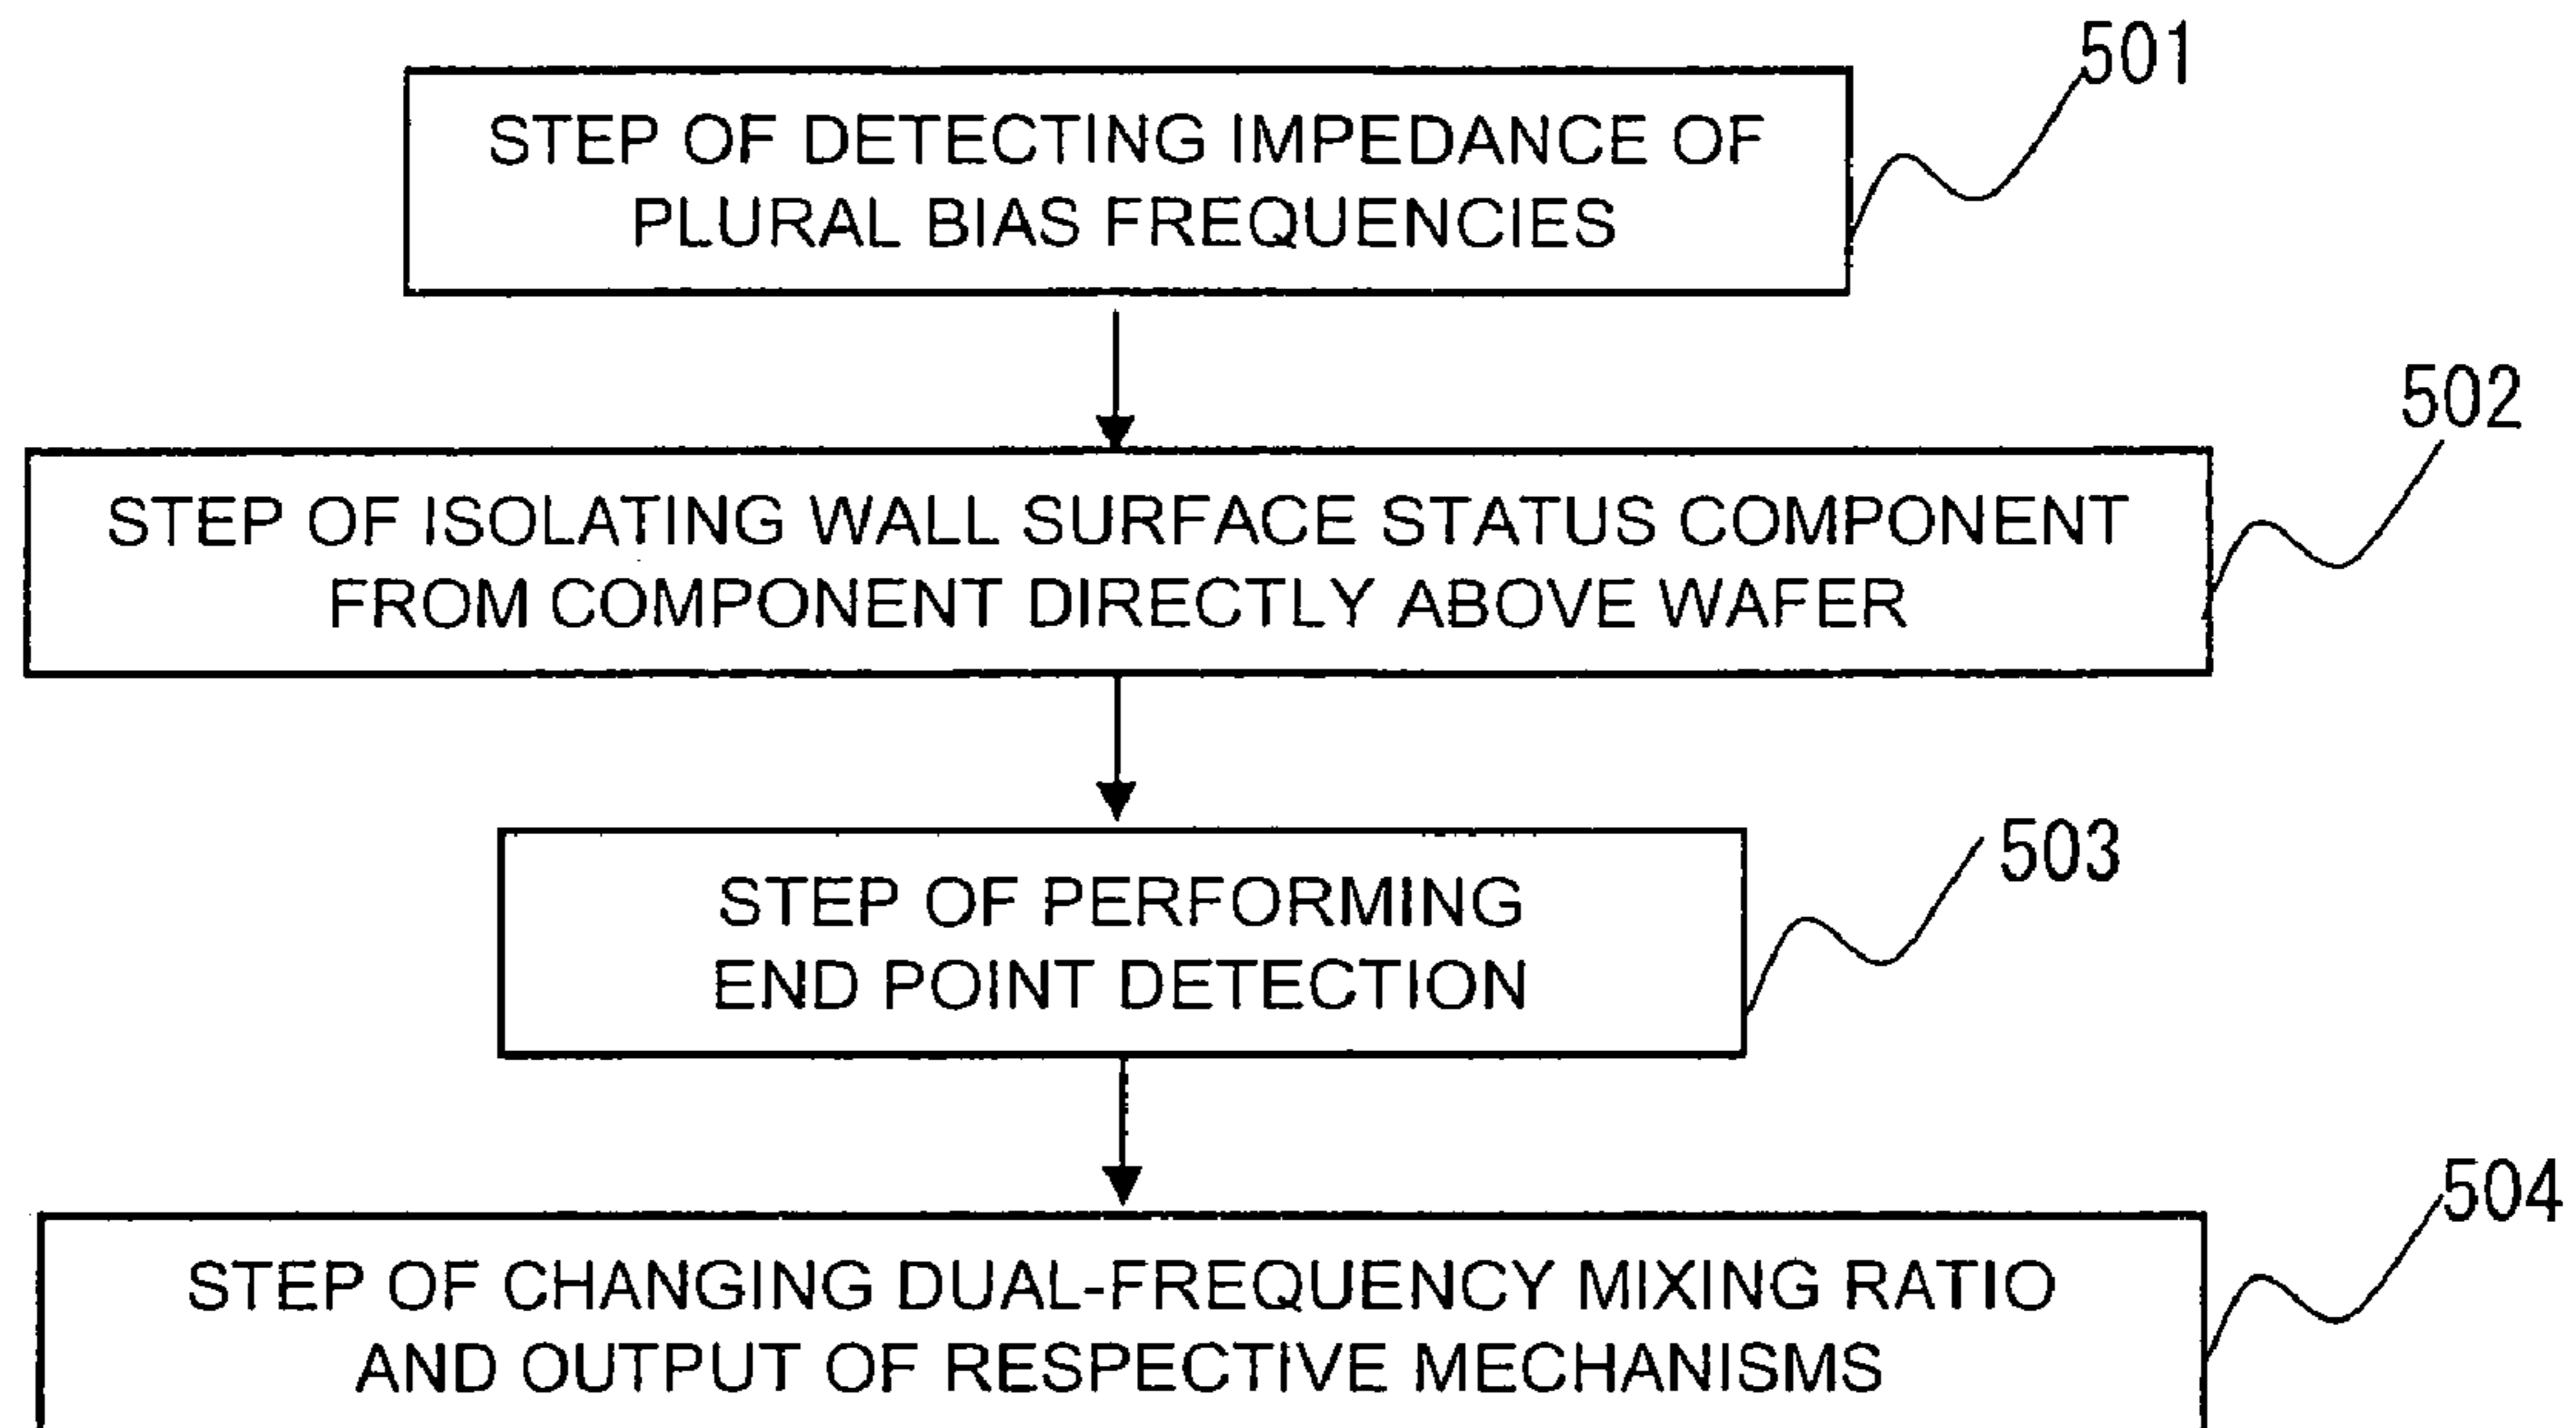 501
STEP OF DETECTING IMPEDANCE OF
PLURAL BIAS FREQUENCIES
502
STEP OF ISOLATING WALL SURFACE STATUS COMPONENT
FROM COMPONENT DIRECTLY ABOVE WAFER
503
STEP OF PERFORMING
END POINT DETECTION
504
STEP OF CHANGING DUAL-FREQUENCY MIXING RATIO
AND OUTPUT OF RESPECTIVE MECHANISMS